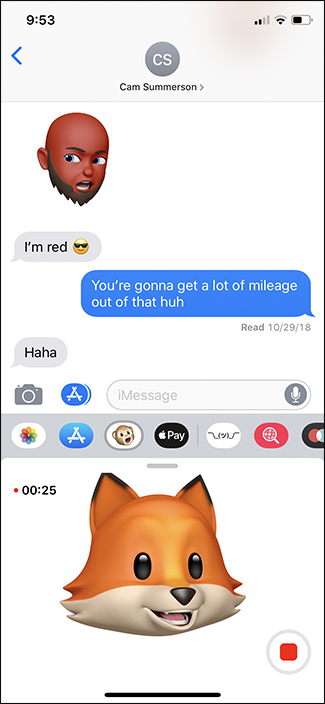 9:53
CS
Cam Summerson >
I'm red 😎
You're gonna get a lot of mileage
out of that huh
Read 10/29/18
Haha
iMessage
Pay
¯\_(ツ)_/¯
00:25